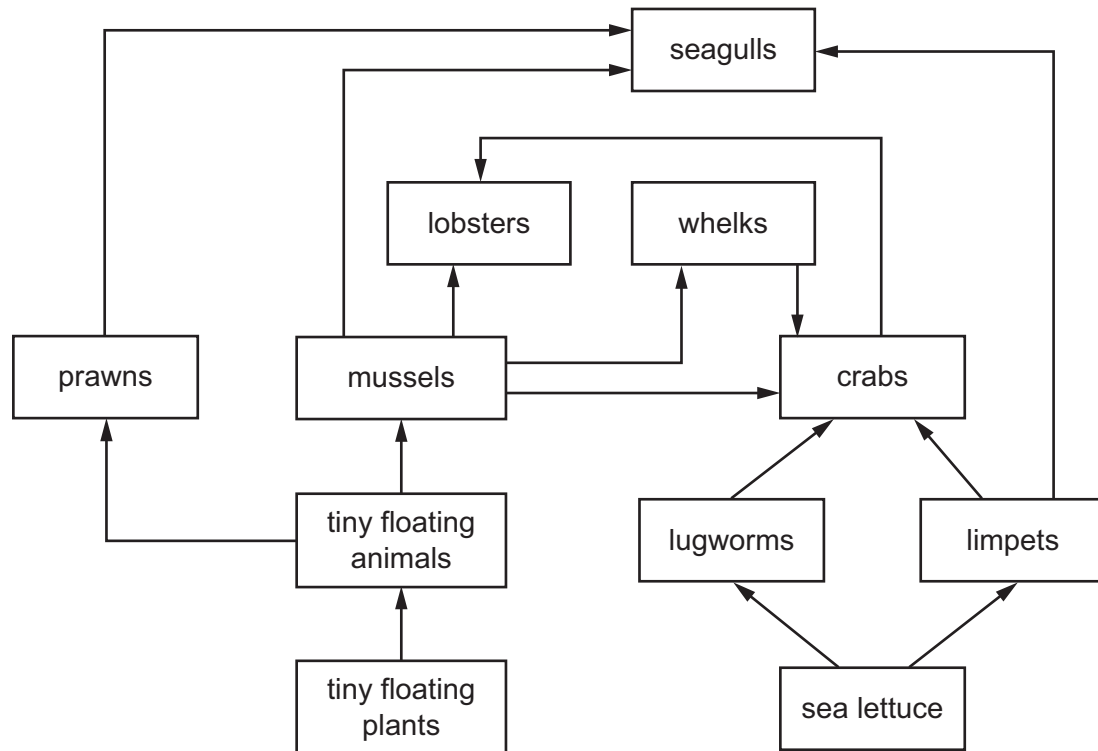 seagulls
lobsters
whelks
prawns
mussels
crabs
tiny floating
animals
lugworms
limpets
tiny floating
plants
sea lettuce